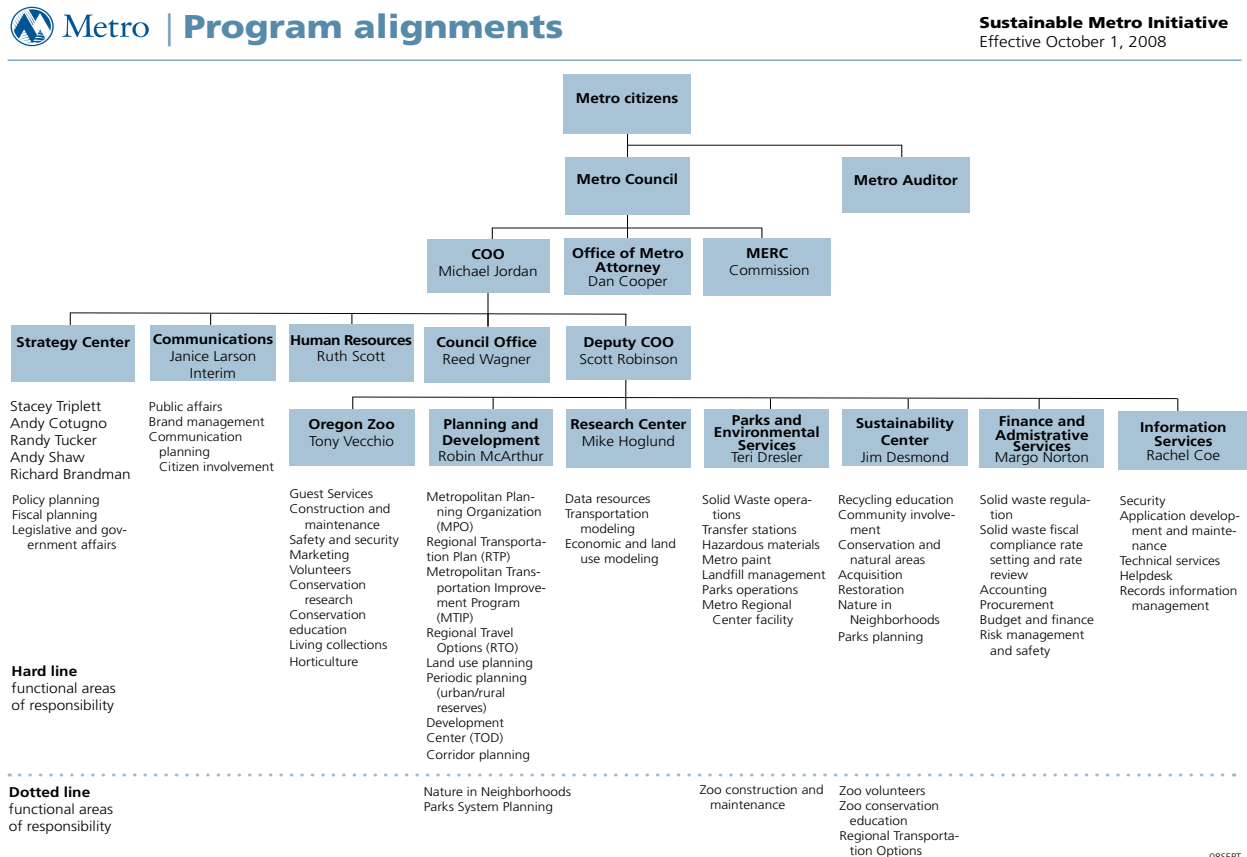 Metro | Program alignments
Sustainable Metro Initiative
Effective October 1, 2008
Metro citizens
Metro Council
Metro Auditor
COO
Michael Jordan
Office of Metro
Attorney
Dan Cooper
MERC
Commission
Strategy Center
Communications
Janice Larson
Interim
Human Resources
Ruth Scott
Council Office
Reed Wagner
Deputy COO
Scott Robinson
Stacey Triplett
Andy Cotugno
Randy Tucker
Andy Shaw
Richard Brandman
Policy planning
Fiscal planning
Legislative and gov-
ernment affairs
Public affairs
Brand management
Communication
planning
Citizen involvement
Oregon Zoo
Tony Vecchio
Planning and
Development
Robin McArthur
Research Center
Mike Hoglund
Parks and
Environmental
Services
Teri Dresler
Sustainability
Center
Jim Desmond
Finance and
Admistrative
Services
Margo Norton
Information
Services
Rachel Coe
Guest Services
Construction and
maintenance
Safety and security
Marketing
Volunteers
Conservation
research
Conservation
education
Living collections
Horticulture
Metropolitan Plan-
ning Organization
(MPO)
Regional Transporta-
tion Plan (RTP)
Metropolitan Trans-
portation Improve-
ment Program
(MTIP)
Regional Travel
Options (RTO)
Land use planning
Periodic planning
(urban/rural
reserves)
Development
Center (TOD)
Corridor planning
Data resources
Transportation
modeling
Economic and land
use modeling
Solid Waste opera-
tions
Transfer stations
Hazardous materials
Metro paint
Landfill management
Parks operations
Metro Regional
Center facility
Recycling education
Community involve-
ment
Conservation and
natural areas
Acquisition
Restoration
Nature in
Neighborhoods
Parks planning
Solid waste regula-
tion
Solid waste fiscal
compliance rate
setting and rate
review
Accounting
Procurement
Budget and finance
Risk management
and safety
Security
Application develop-
ment and mainte-
nance
Technical services
Helpdesk
Records information
management
Hard line
functional areas
of responsibility
Dotted line
functional areas
of responsibility
Nature in Neighborhoods
Parks System Planning
Zoo construction and
maintenance
Zoo volunteers
Zoo conservation
education
Regional Transporta-
tion Options
08SEPT